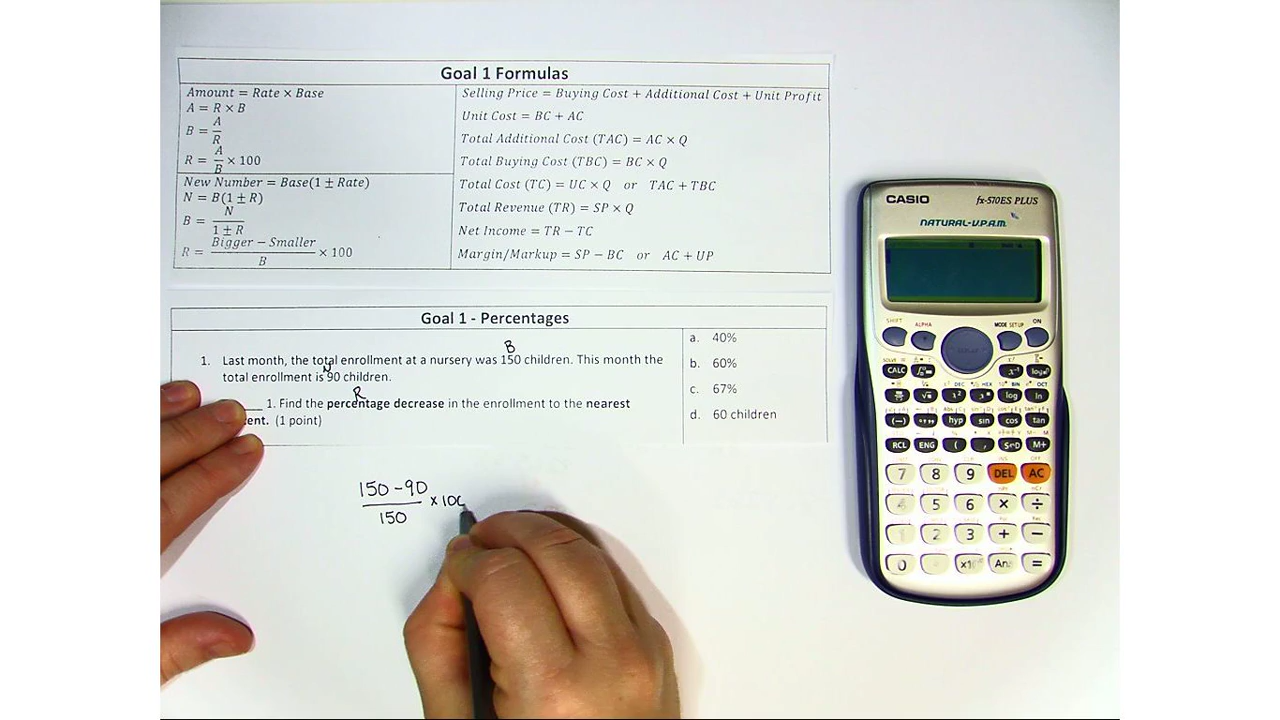 Goal 1 Formulas
Amount = Rate × Base
A = R × B
B = A/R
R = A/B × 100
New Number = Base(1 ± Rate)
N = B(1 ± R)
B = N/(1 ± R)
R = (Bigger − Smaller)/B × 100
Selling Price = Buying Cost + Additional Cost + Unit Profit
Unit Cost = BC + AC
Total Additional Cost (TAC) = AC × Q
Total Buying Cost (TBC) = BC × Q
Total Cost (TC) = UC × Q or TAC + TBC
Total Revenue (TR) = SP × Q
Net Income = TR − TC
Margin/Markup = SP − BC or AC + UP
Goal 1 - Percentages
B
1. Last month, the total enrollment at a nursery was 150 children. This month the
N
total enrollment is 90 children.
R
1. Find the percentage decrease in the enrollment to the nearest
(1 point)
a. 40%
b. 60%
c. 67%
d. 60 children
150 − 90
150
× 100
CASIO
fx-570ES PLUS
NATURAL-V.P.A.M.
SHIFT ALPHA MODE SETUP ON
CALC
log ln
(−) hyp sin cos tan
RCL ENG ( S⇔D M+
7 8 9 DEL AC
4 5 6 × ÷
1 2 3 + −
0 Ans =